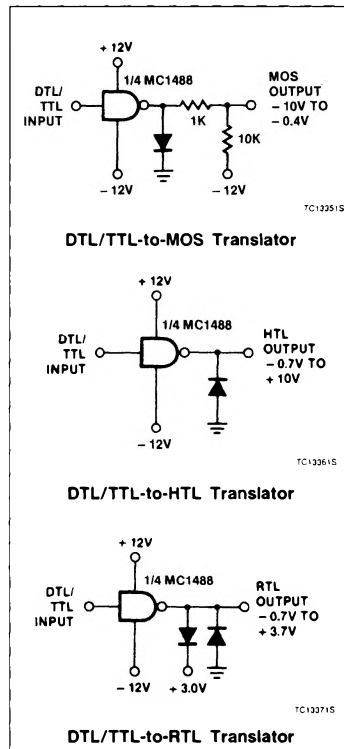 + 12V
1/4 MC1488
DTL/
TTL
INPUT
MOS
OUTPUT
– 10V TO
– 0.4V
1K
10K
– 12V
– 12V
TC13351S
DTL/TTL-to-MOS Translator
+ 12V
1/4 MC1488
DTL/
TTL
INPUT
HTL
OUTPUT
– 0.7V TO
+ 10V
– 12V
TC13361S
DTL/TTL-to-HTL Translator
+ 12V
1/4 MC1488
DTL/
TTL
INPUT
RTL
OUTPUT
– 0.7V TO
+ 3.7V
– 12V
+ 3.0V
TC13371S
DTL/TTL-to-RTL Translator